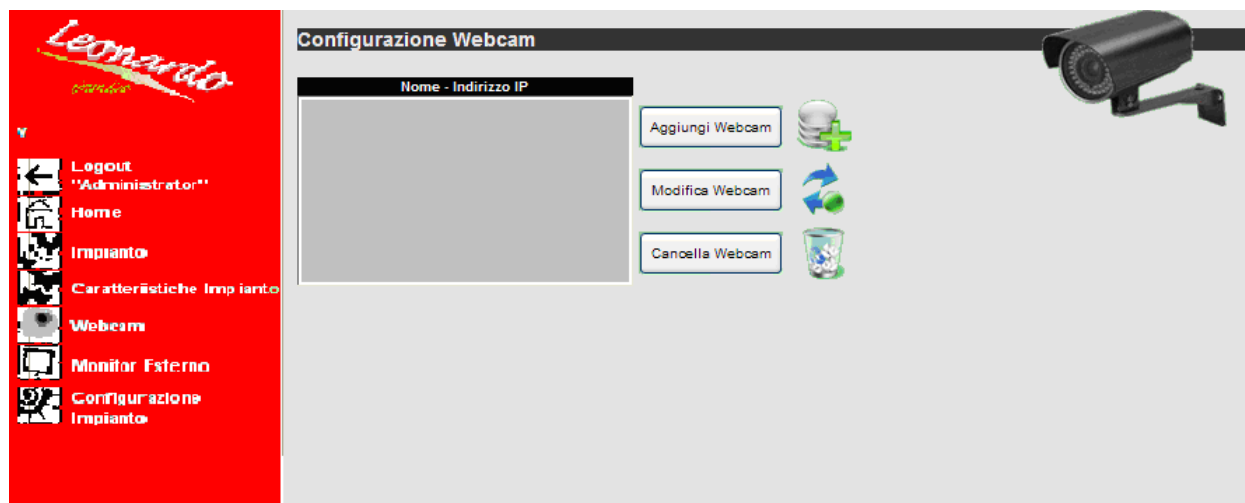 Leonardo
Configurazione Webcam
Nome - Indirizzo IP
Aggiungi Webcam
Modifica Webcam
Cancella Webcam
Logout
"Administrator"
Home
Impianto
Caratteristiche Impianto
Webcam
Monitor Esterno
Configurazione
Impianto